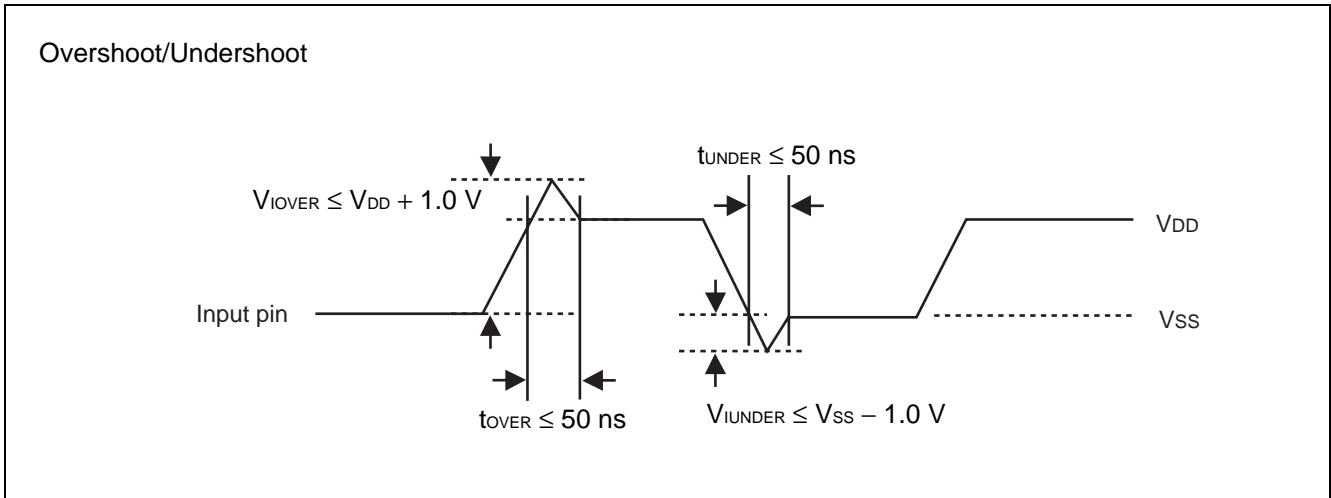 Overshoot/Undershoot
tUNDER ≤ 50 ns
VIOVER ≤ VDD + 1.0 V
VDD
Input pin
VSS
tOVER ≤ 50 ns
VIUNDER ≤ VSS − 1.0 V